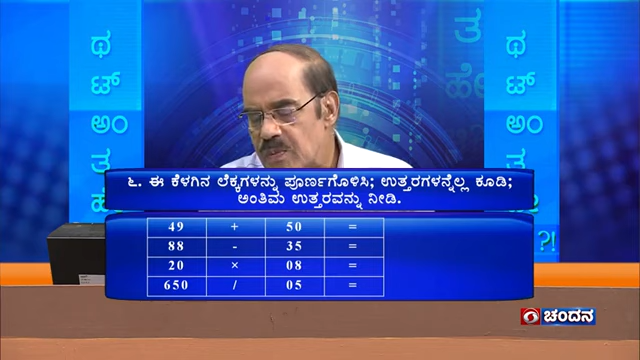 ಥ
ಟ್
ಅಂ
ತ
ಹೇ
ತ
ಹೇ
ಥ
ಟ್
ಅಂ
ತ
?!
೬. ಈ ಕೆಳಗಿನ ಲೆಕ್ಕಗಳನ್ನು ಪೂರ್ಣಗೊಳಿಸಿ; ಉತ್ತರಗಳನ್ನೆಲ್ಲ ಕೂಡಿ;
ಅಂತಿಮ ಉತ್ತರವನ್ನು ನೀಡಿ.
49 + 50 =
88 - 35 =
20 × 08 =
650 / 05 =
ಚಂದನ